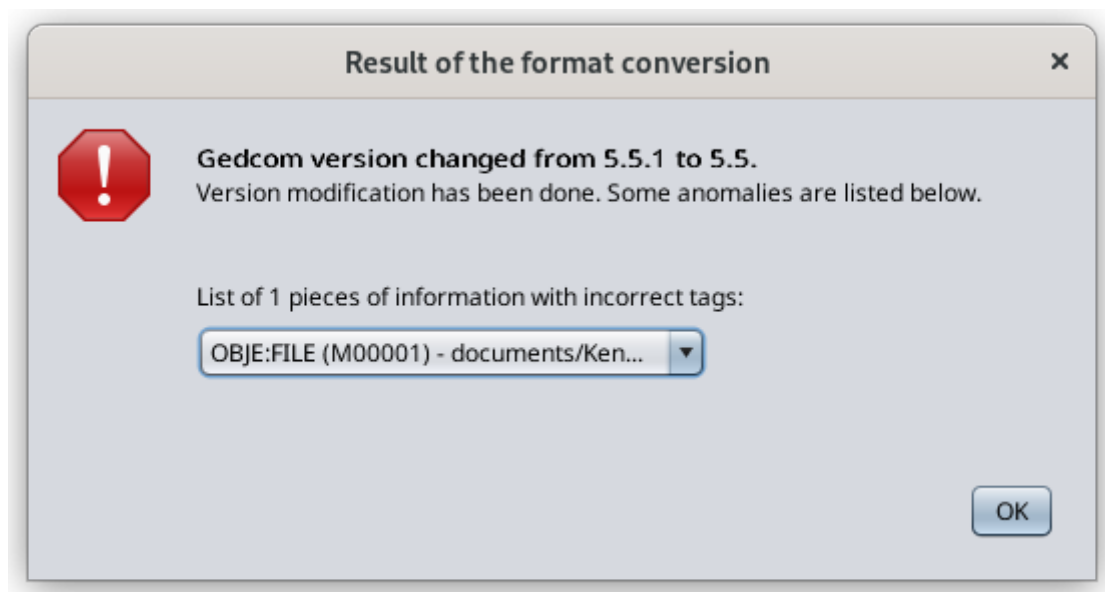 Result of the format conversion
Gedcom version changed from 5.5.1 to 5.5.
Version modification has been done. Some anomalies are listed below.
List of 1 pieces of information with incorrect tags:
OBJE:FILE (M00001) - documents/Ken...
OK